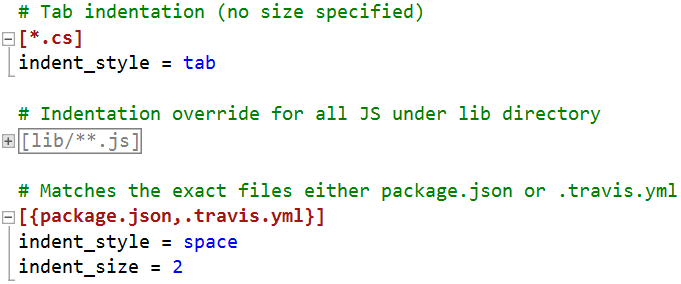 # Tab indentation (no size specified)
[*.cs]
indent_style = tab
# Indentation override for all JS under lib directory
[lib/**.js]
# Matches the exact files either package.json or .travis.yml
[{package.json,.travis.yml}]
indent_style = space
indent_size = 2